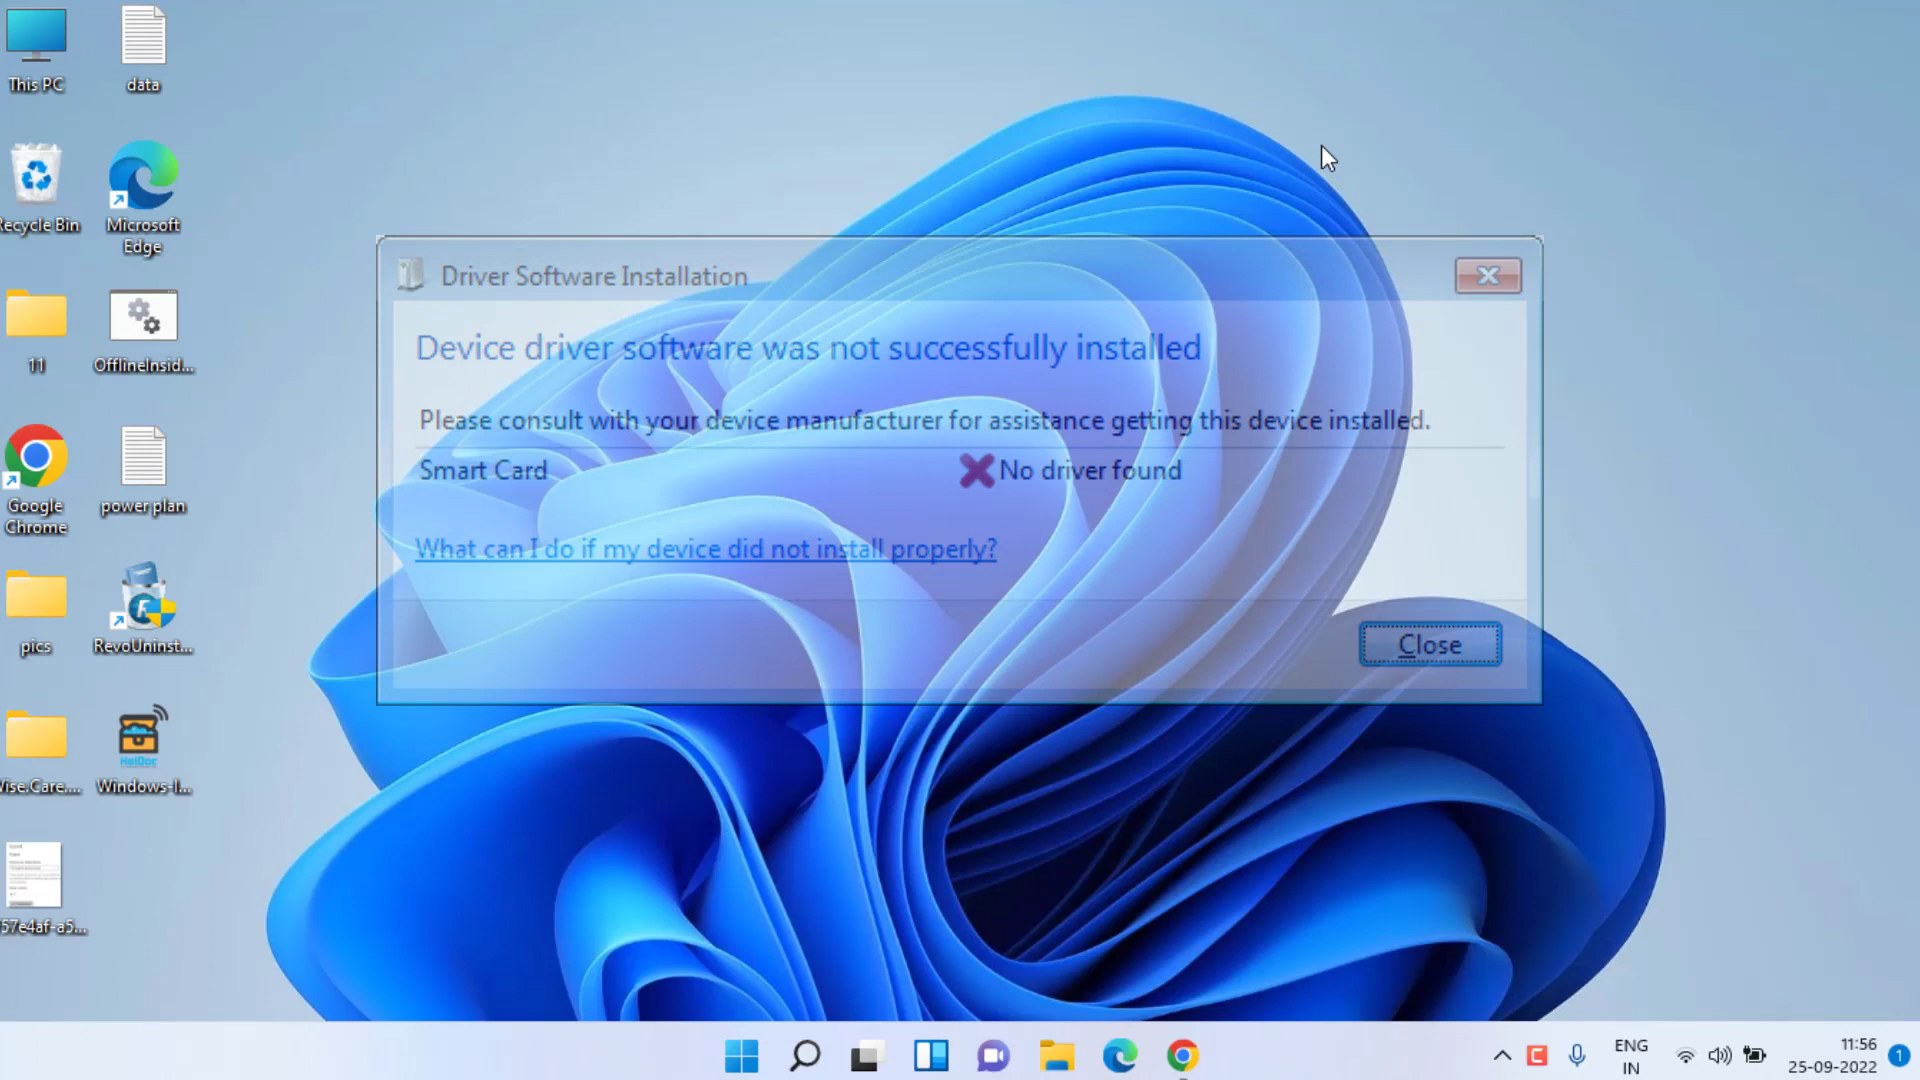 This PC
data
Recycle Bin
Microsoft
Edge
11
OfflineInsid...
Google
Chrome
power plan
pics
RevoUninst...
HeiDoc
Wise.Care....
Windows-I...
57e4af-a5...
Driver Software Installation
Device driver software was not successfully installed
Please consult with your device manufacturer for assistance getting this device installed.
Smart Card
No driver found
What can I do if my device did not install properly?
Close
ENG
IN
11:56
25-09-2022
1